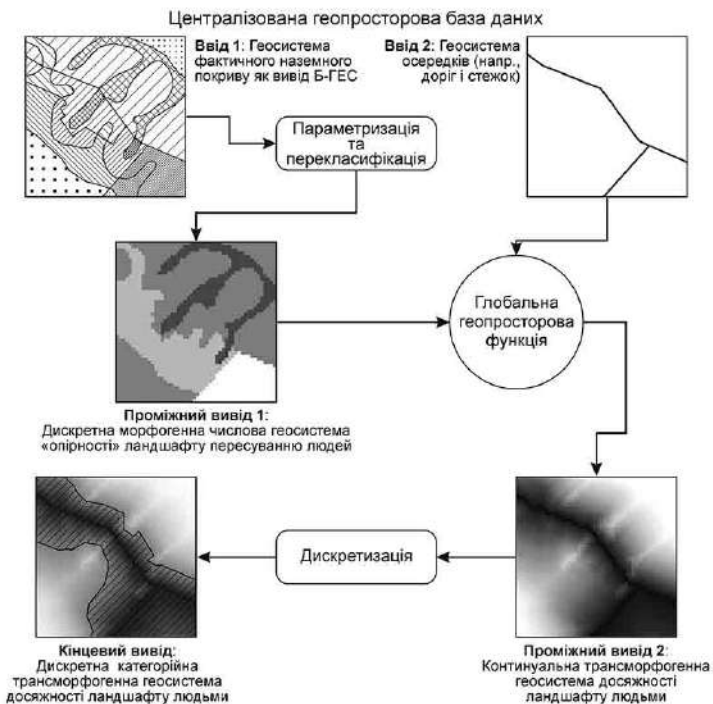 Централізована геопросторова база даних
Ввід 1: Геосистема
фактичного наземного
покриву як вивід Б-ГЕС
Ввід 2: Геосистема
осередків (напр.,
доріг і стежок)
Параметризація
та
перекласифікація
Глобальна
геопросторова
функція
Проміжний вивід 1:
Дискретна морфогенна числова геосистема
«опірності» ландшафту пересуванню людей
Дискретизація
Кінцевий вивід:
Дискретна категорійна
трансморфогенна геосистема
досяжності ландшафту людьми
Проміжний вивід 2:
Континуальна трансморфогенна
геосистема досяжності
ландшафту людьми